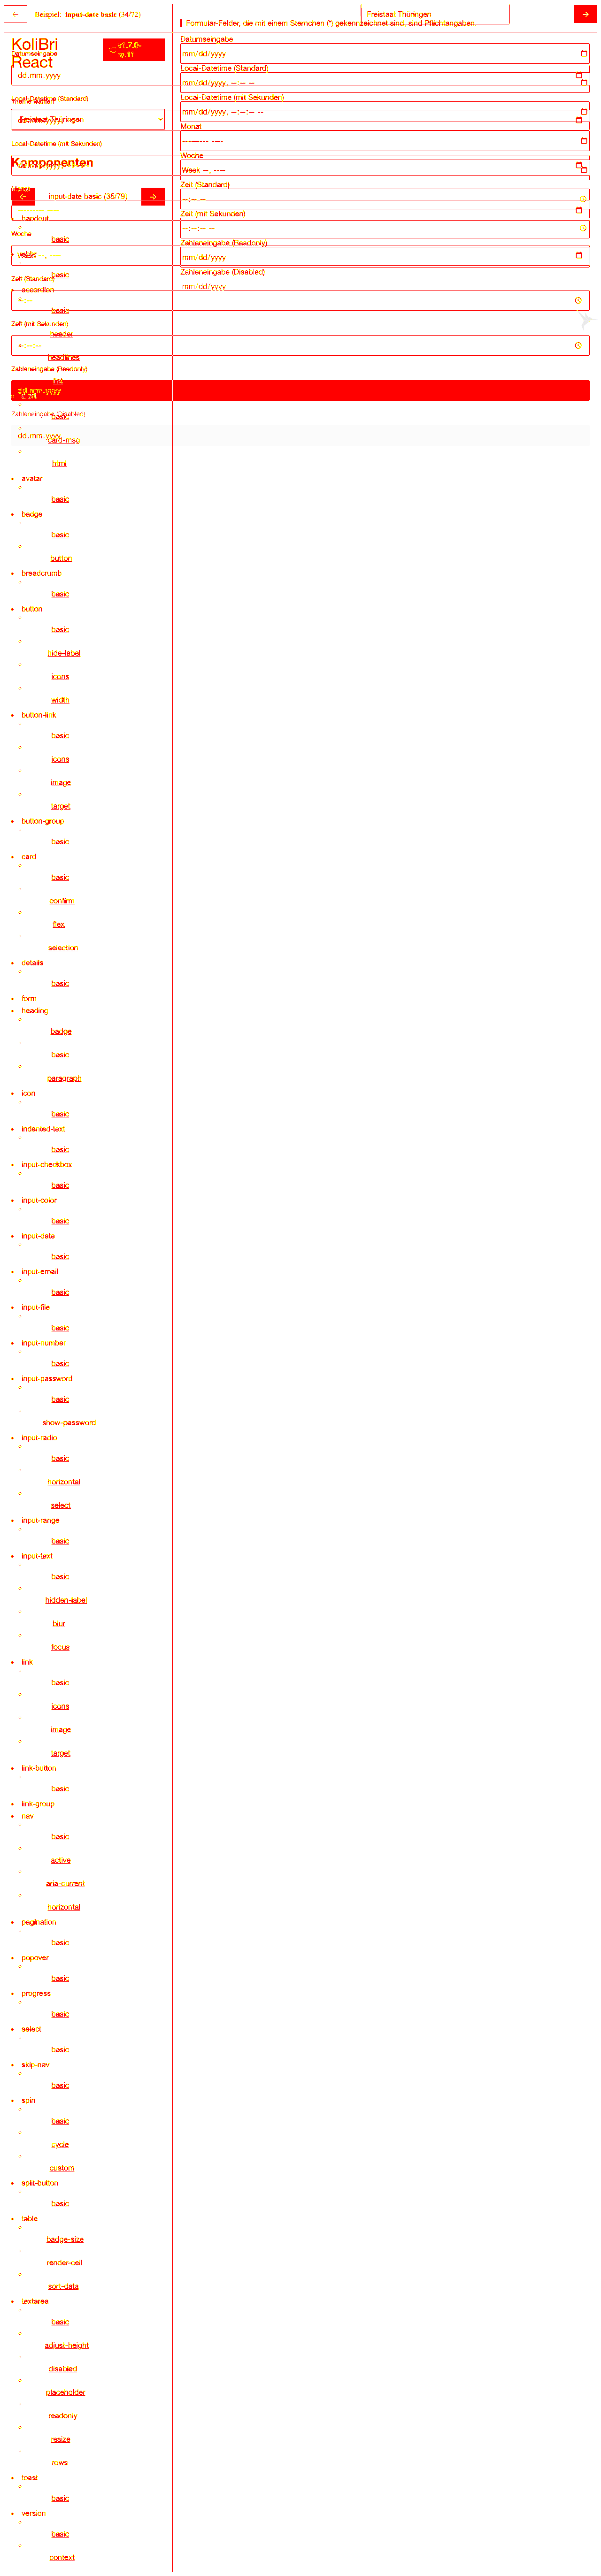 Beispiel: input-date basic (34/72)
Freistaat Thüringen
Formular-Felder, die mit einem Sternchen (*) gekennzeichnet sind, sind Pflichtangaben.
KoliBri
React
Datumseingabe
mm/dd/yyyy
Datumseingabe
dd.mm.yyyy
Local-Datetime (Standard)
mm/dd/yyyy, --:-- --
Local-Datetime (Standard)
Local-Datetime (mit Sekunden)
mm/dd/yyyy, --:--:-- --
Freistaat Thüringen
Monat
--------- ----
Local-Datetime (mit Sekunden)
Woche
Week --, ----
Komponenten
Zeit (Standard)
--:-- --
input-date basic (35/79)
Zeit (mit Sekunden)
--:--:-- --
--------- ----
handout
Woche
basic
Zahleneingabe (Readonly)
mm/dd/yyyy
Week --, ----
Zahleneingabe (Disabled)
mm/dd/yyyy
basic
Zeit (Standard)
accordion
--:--
basic
Zeit (mit Sekunden)
header
--:--:--
headlines
Zahleneingabe (Readonly)
list
dd.mm.yyyy
alert
Zahleneingabe (Disabled)
basic
dd.mm.yyyy
card-msg
html
avatar
basic
badge
basic
button
breadcrumb
basic
button
basic
hide-label
icons
width
button-link
basic
icons
image
target
button-group
basic
card
basic
confirm
flex
selection
details
basic
form
heading
badge
basic
paragraph
icon
basic
indented-text
basic
input-checkbox
basic
input-color
basic
input-date
basic
input-email
basic
input-file
basic
input-number
basic
input-password
basic
show-password
input-radio
basic
horizontal
select
input-range
basic
input-text
basic
hidden-label
blur
focus
link
basic
icons
image
target
link-button
basic
link-group
nav
basic
active
aria-current
horizontal
pagination
basic
popover
basic
progress
basic
select
basic
skip-nav
basic
spin
basic
cycle
custom
split-button
basic
table
badge-size
render-cell
sort-data
textarea
basic
adjust-height
disabled
placeholder
readonly
resize
rows
toast
basic
version
basic
context